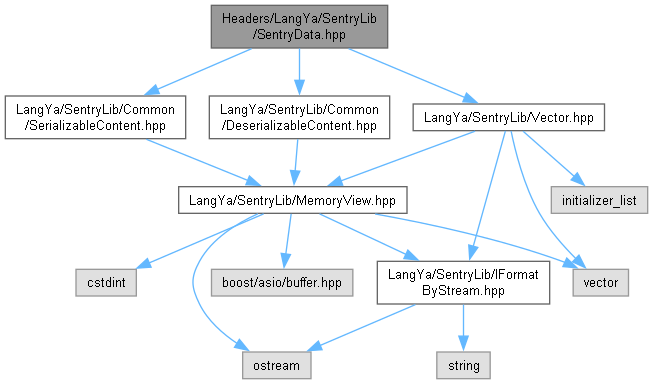 Headers/LangYa/SentryLib
/SentryData.hpp
LangYa/SentryLib/Common
/SerializableContent.hpp
LangYa/SentryLib/Common
/DeserializableContent.hpp
LangYa/SentryLib/Vector.hpp
LangYa/SentryLib/MemoryView.hpp
initializer_list
cstdint
boost/asio/buffer.hpp
LangYa/SentryLib/IFormat
ByStream.hpp
vector
ostream
string